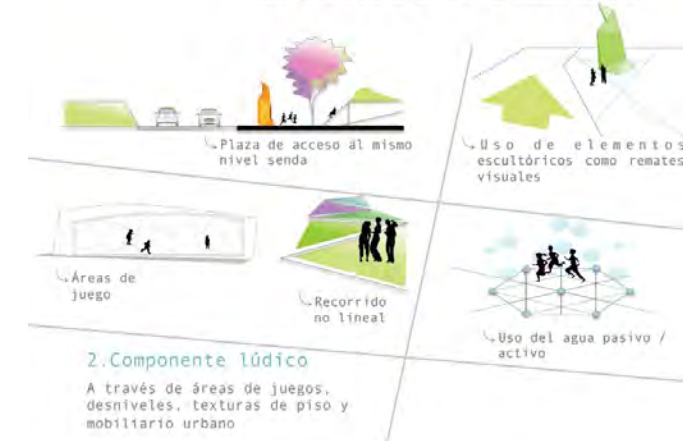 Plaza de acceso al mismo
nivel senda
Uso de elementos
escultóricos como remates
visuales
Áreas de
juego
Recorrido
no lineal
Uso del agua pasivo /
activo
2.Componente lúdico
A través de áreas de juegos,
desniveles, texturas de piso y
mobiliario urbano